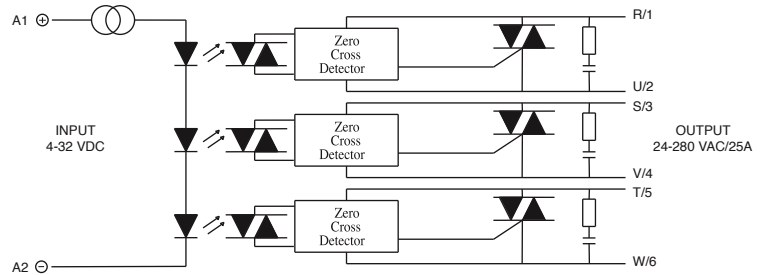 A1
R/1
Zero
Cross
Detector
U/2
S/3
INPUT
4-32 VDC
Zero
Cross
Detector
OUTPUT
24-280 VAC/25A
V/4
T/5
Zero
Cross
Detector
A2
W/6